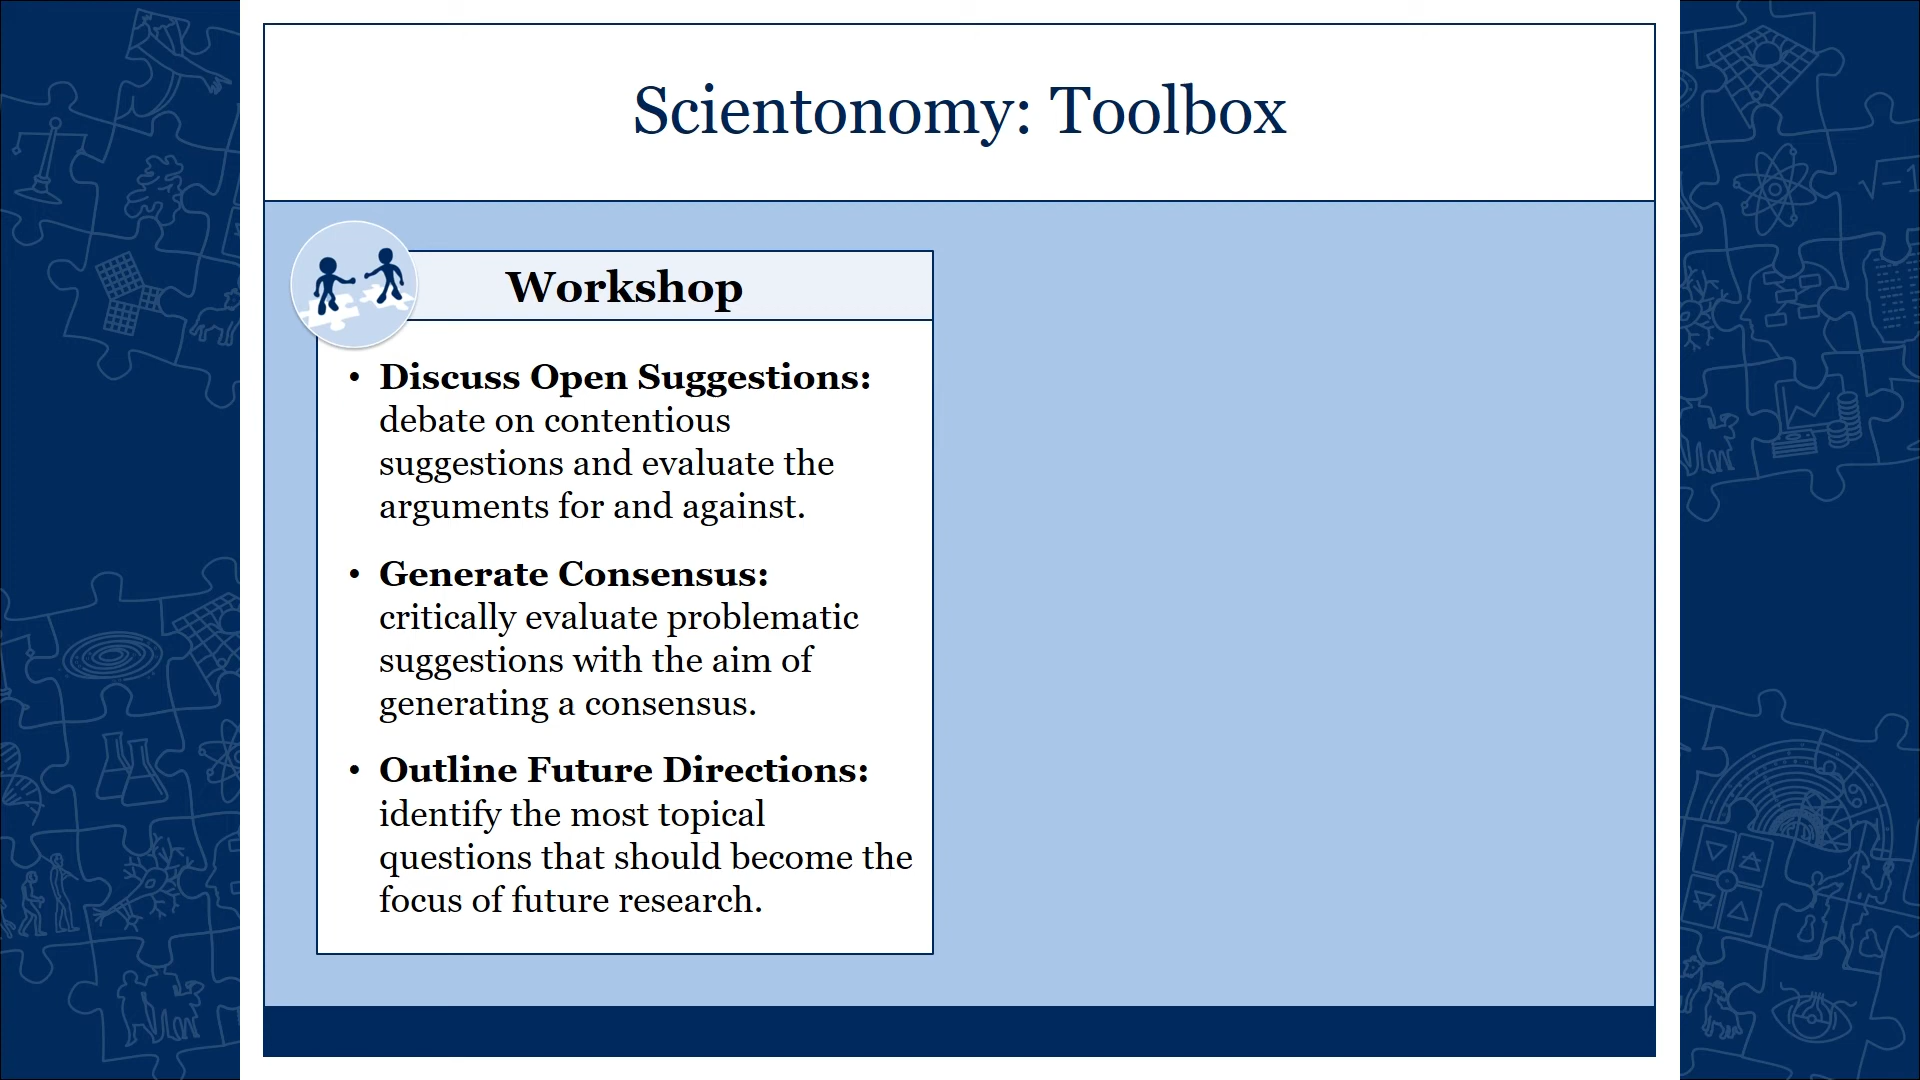 Scientonomy: Toolbox
Workshop
• Discuss Open Suggestions:
debate on contentious
suggestions and evaluate the
arguments for and against.
• Generate Consensus:
critically evaluate problematic
suggestions with the aim of
generating a consensus.
• Outline Future Directions:
identify the most topical
questions that should become the
focus of future research.
√-1